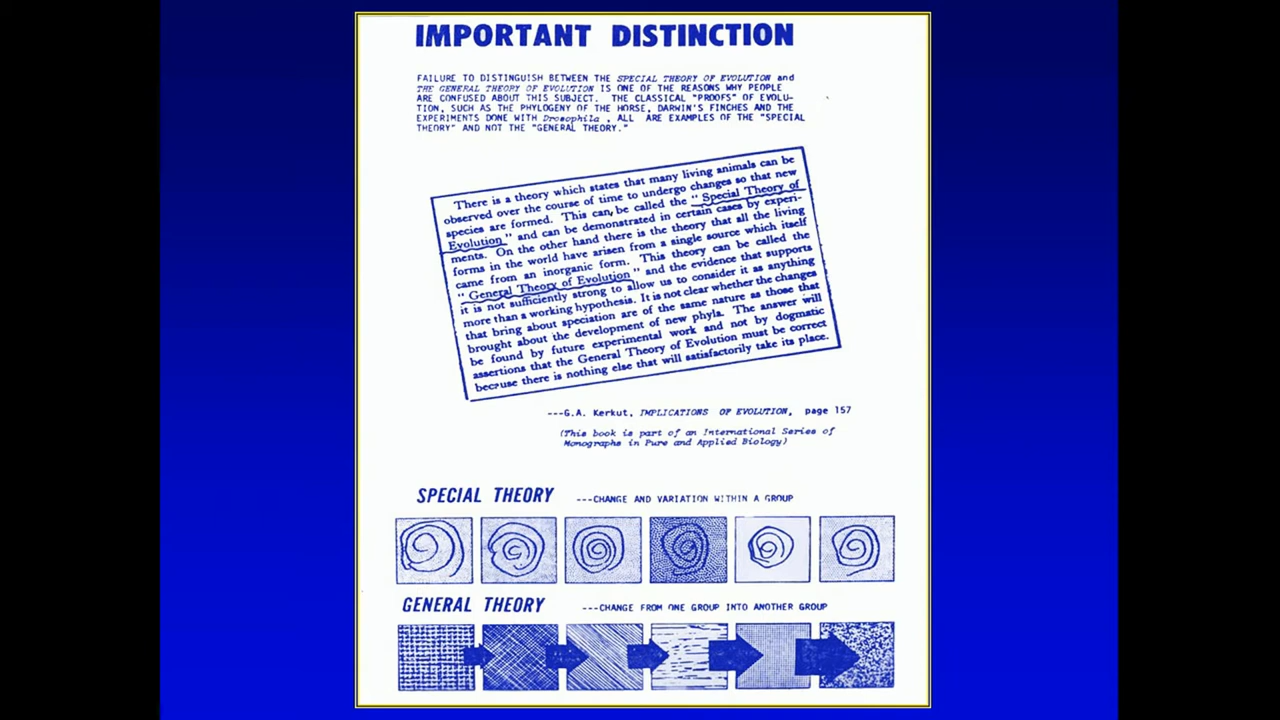 IMPORTANT DISTINCTION
FAILURE TO DISTINGUISH BETWEEN THE SPECIAL THEORY OF EVOLUTION and
THE GENERAL THEORY OF EVOLUTION IS ONE OF THE REASONS WHY PEOPLE
ARE CONFUSED ABOUT THIS SUBJECT. THE CLASSICAL "PROOFS" OF EVOLU-
TION, SUCH AS THE PHYLOGENY OF THE HORSE, DARWIN'S FINCHES AND THE
EXPERIMENTS DONE WITH Drosophila, ALL ARE EXAMPLES OF THE "SPECIAL
THEORY" AND NOT THE "GENERAL THEORY."
There is a theory which states that many living animals can be
observed over the course of time to undergo changes so that new
species are formed. This can be called the "Special Theory of
Evolution" and can be demonstrated in certain cases by experi-
ments. On the other hand there is the theory that all the living
forms in the world have arisen from a single source which itself
came from an inorganic form. This theory can be called the
"General Theory of Evolution" and the evidence that supports
it is not sufficiently strong to allow us to consider it as anything
more than a working hypothesis. It is not clear whether the changes
that bring about speciation are of the same nature as those that
brought about the development of new phyla. The answer will
be found by future experimental work and not by dogmatic
assertions that the General Theory of Evolution must be correct
because there is nothing else that will satisfactorily take its place.
---G.A. Kerkut, IMPLICATIONS OF EVOLUTION, page 157
(This book is part of an International Series of
Monographs in Pure and Applied Biology)
SPECIAL THEORY ---CHANGE AND VARIATION WITHIN A GROUP
GENERAL THEORY ---CHANGE FROM ONE GROUP INTO ANOTHER GROUP